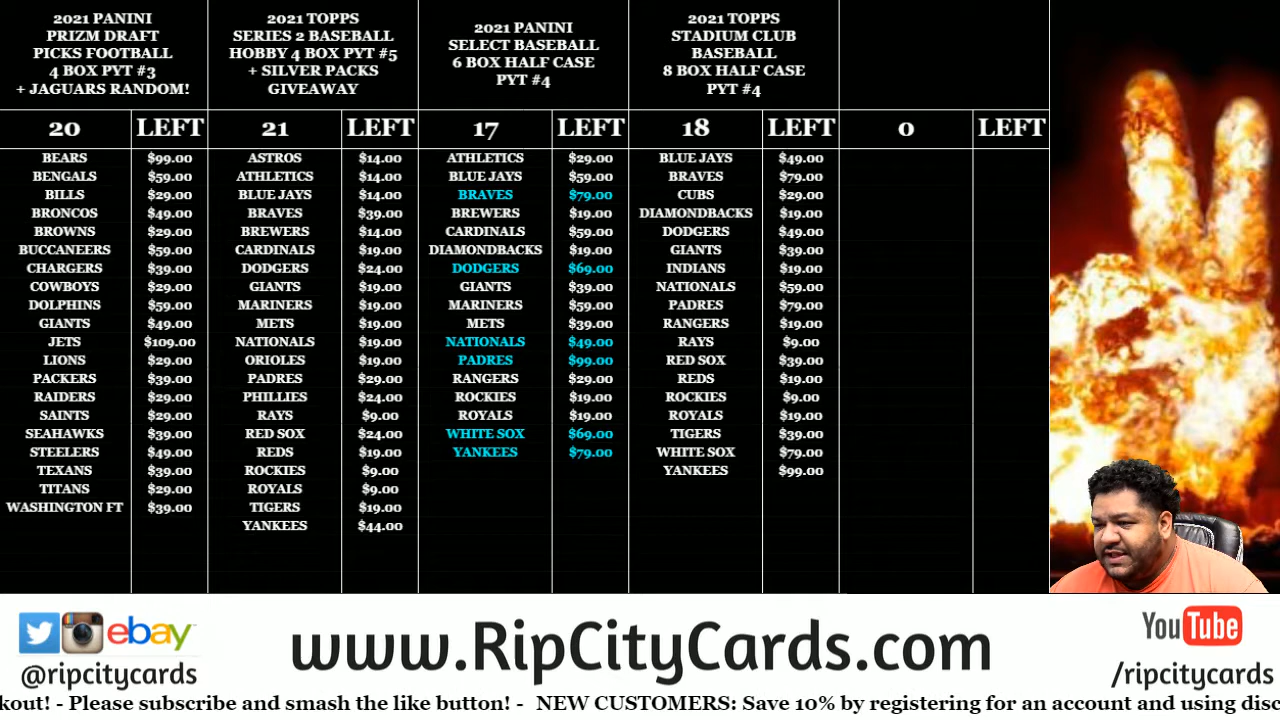 2021 PANINI
PRIZM DRAFT
PICKS FOOTBALL
4 BOX PYT #3
+ JAGUARS RANDOM!
20 LEFT
BEARS $99.00
BENGALS $59.00
BILLS $29.00
BRONCOS $49.00
BROWNS $29.00
BUCCANEERS $59.00
CHARGERS $39.00
COWBOYS $29.00
DOLPHINS $59.00
GIANTS $49.00
JETS $109.00
LIONS $29.00
PACKERS $39.00
RAIDERS $29.00
SAINTS $29.00
SEAHAWKS $39.00
STEELERS $49.00
TEXANS $39.00
TITANS $29.00
WASHINGTON FT $39.00
2021 TOPPS
SERIES 2 BASEBALL
HOBBY 4 BOX PYT #5
+ SILVER PACKS
GIVEAWAY
21 LEFT
ASTROS $14.00
ATHLETICS $14.00
BLUE JAYS $14.00
BRAVES $39.00
BREWERS $14.00
CARDINALS $19.00
DODGERS $24.00
GIANTS $19.00
MARINERS $19.00
METS $19.00
NATIONALS $19.00
ORIOLES $19.00
PADRES $29.00
PHILLIES $24.00
RAYS $9.00
RED SOX $24.00
REDS $19.00
ROCKIES $9.00
ROYALS $9.00
TIGERS $19.00
YANKEES $44.00
2021 PANINI
SELECT BASEBALL
6 BOX HALF CASE
PYT #4
17 LEFT
ATHLETICS $29.00
BLUE JAYS $59.00
BRAVES $79.00
BREWERS $19.00
CARDINALS $59.00
DIAMONDBACKS $19.00
DODGERS $69.00
GIANTS $39.00
MARINERS $59.00
METS $39.00
NATIONALS $49.00
PADRES $99.00
RANGERS $29.00
ROCKIES $19.00
ROYALS $19.00
WHITE SOX $69.00
YANKEES $79.00
2021 TOPPS
STADIUM CLUB
BASEBALL
8 BOX HALF CASE
PYT #4
18 LEFT
BLUE JAYS $49.00
BRAVES $79.00
CUBS $29.00
DIAMONDBACKS $19.00
DODGERS $49.00
GIANTS $39.00
INDIANS $19.00
NATIONALS $59.00
PADRES $79.00
RANGERS $19.00
RAYS $9.00
RED SOX $39.00
REDS $19.00
ROCKIES $9.00
ROYALS $19.00
TIGERS $39.00
WHITE SOX $79.00
YANKEES $99.00
0 LEFT
ebay
@ripcitycards
www.RipCityCards.com
YouTube
/ripcitycards
kout! - Please subscribe and smash the like button! - NEW CUSTOMERS: Save 10% by registering for an account and using disc